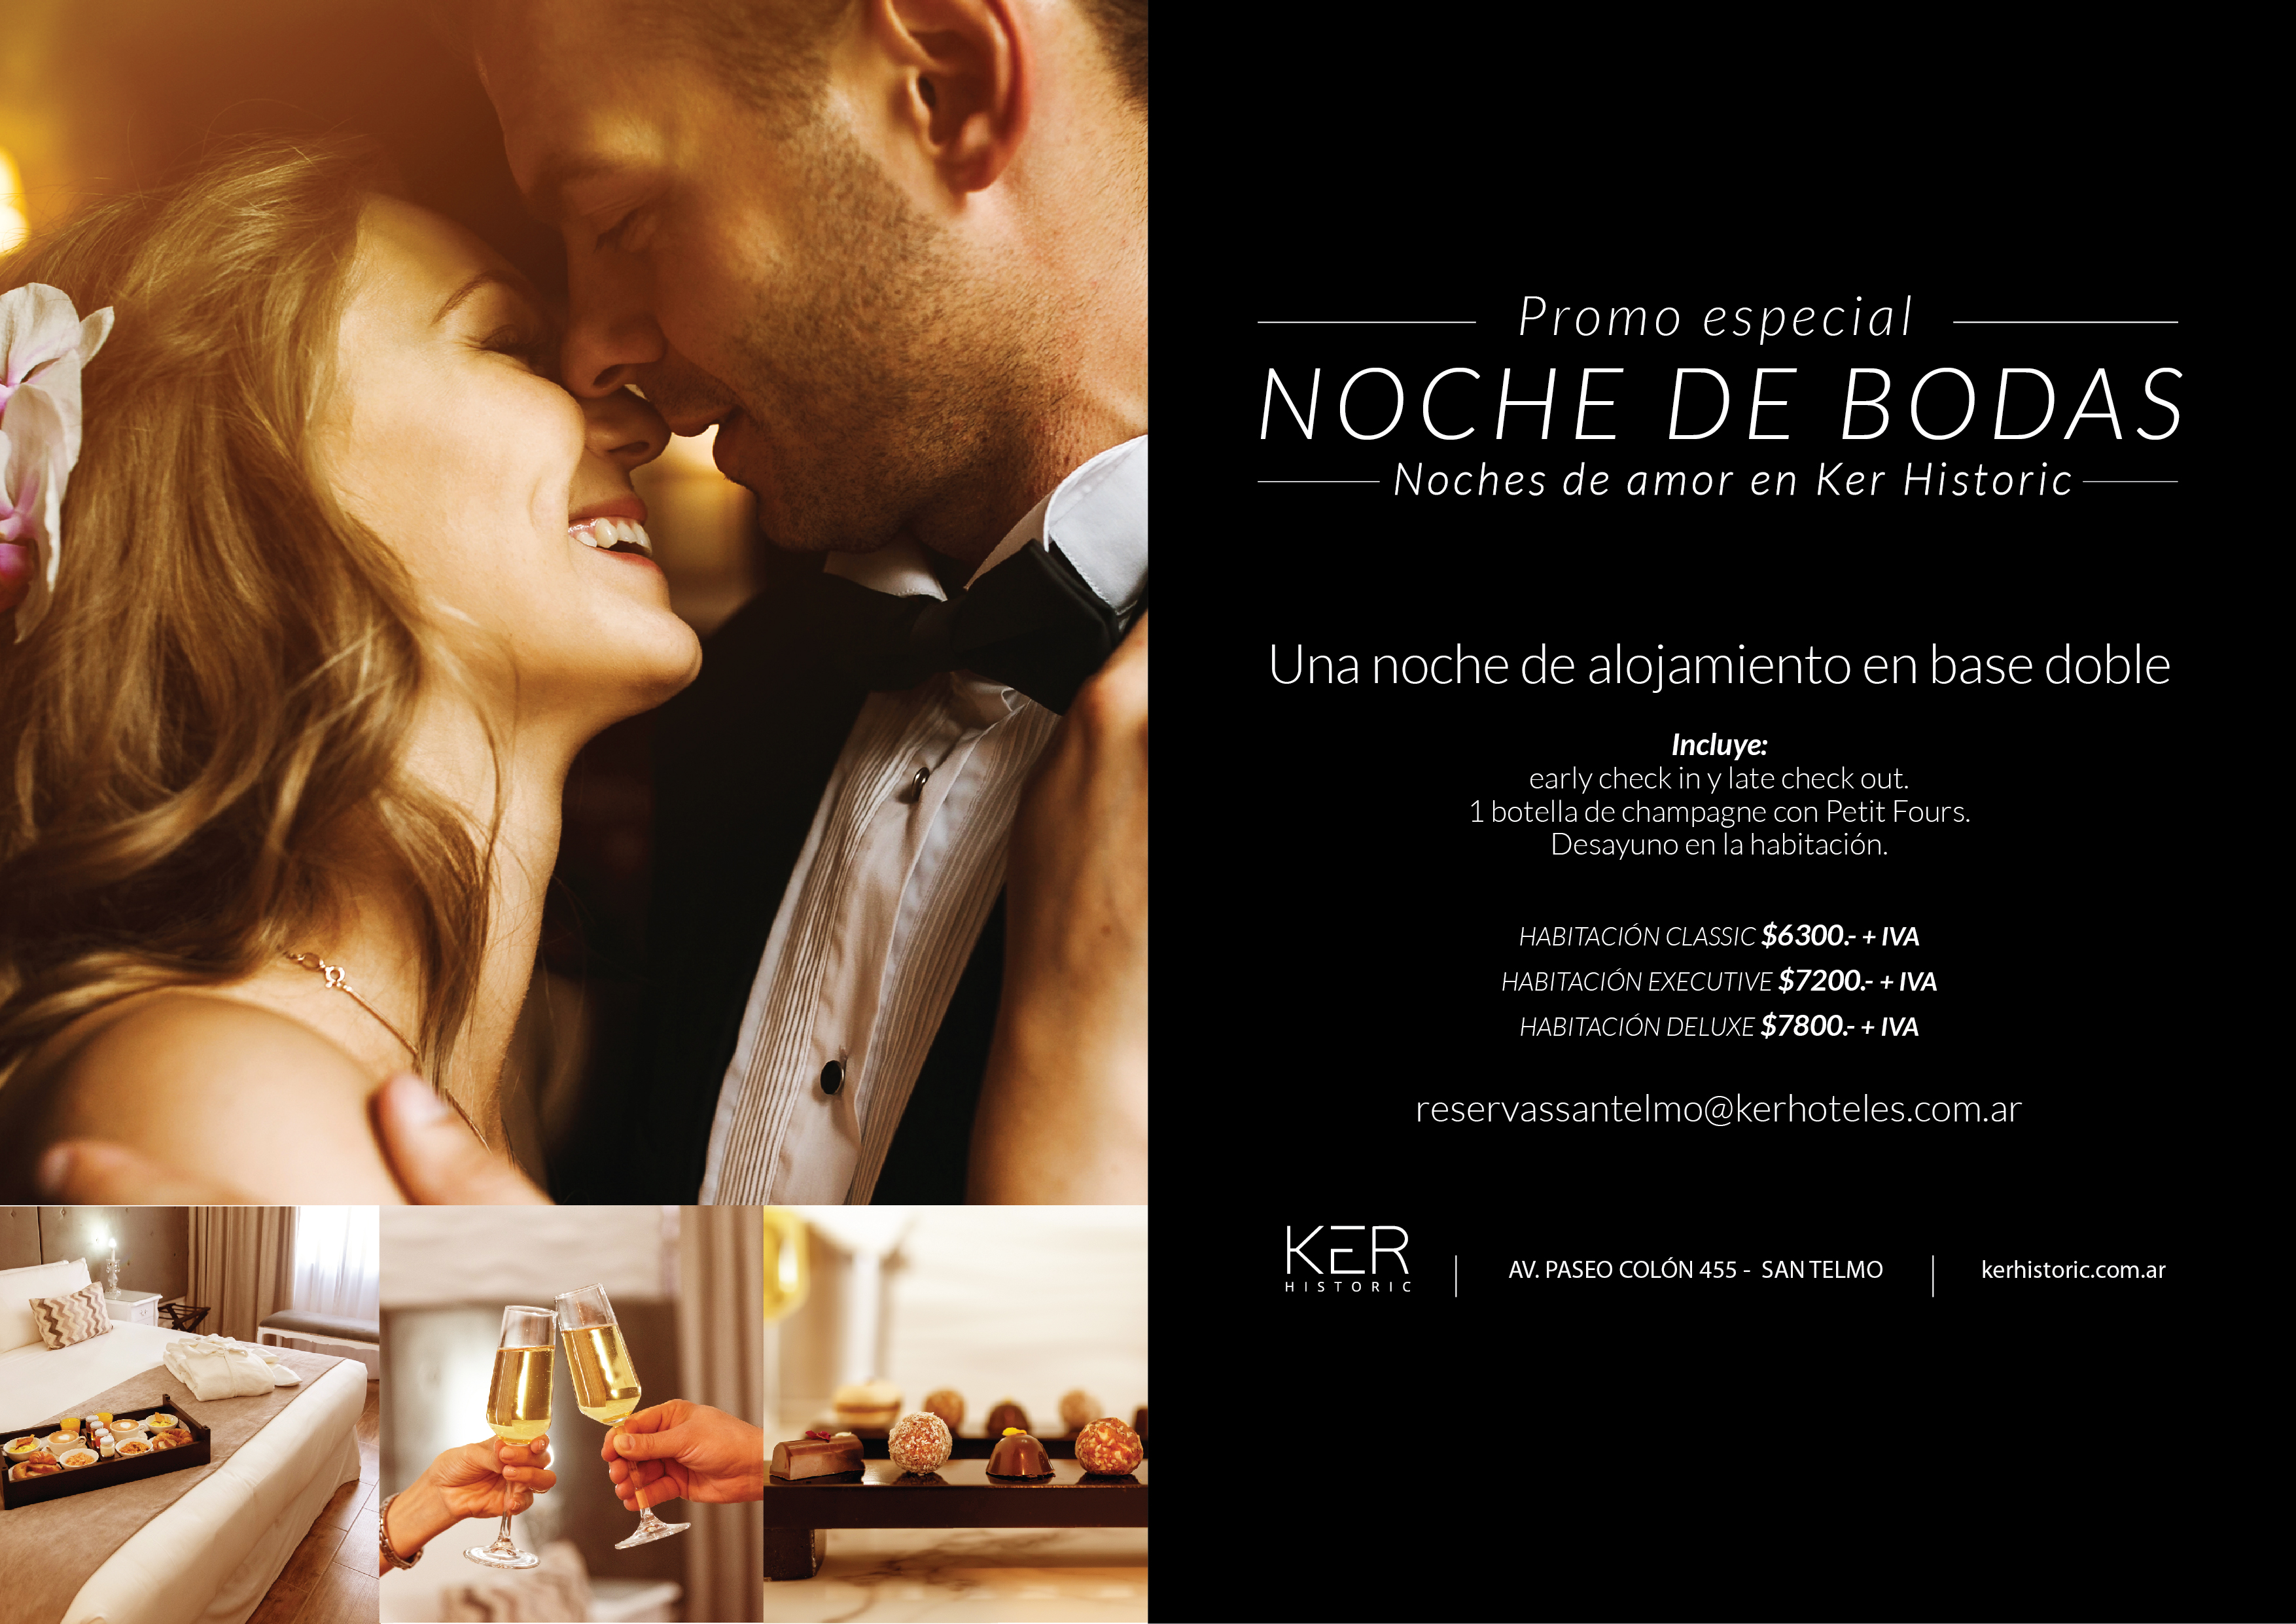 Promo especial
NOCHE DE BODAS
Noches de amor en Ker Historic
Una noche de alojamiento en base doble
Incluye:
early check in y late check out.
1 botella de champagne con Petit Fours.
Desayuno en la habitación.
HABITACIÓN CLASSIC $6300.- + IVA
HABITACIÓN EXECUTIVE $7200.- + IVA
HABITACIÓN DELUXE $7800.- + IVA
reservassantelmo@kerhoteles.com.ar
KER
HISTORIC
AV. PASEO COLÓN 455 - SAN TELMO
kerhistoric.com.ar